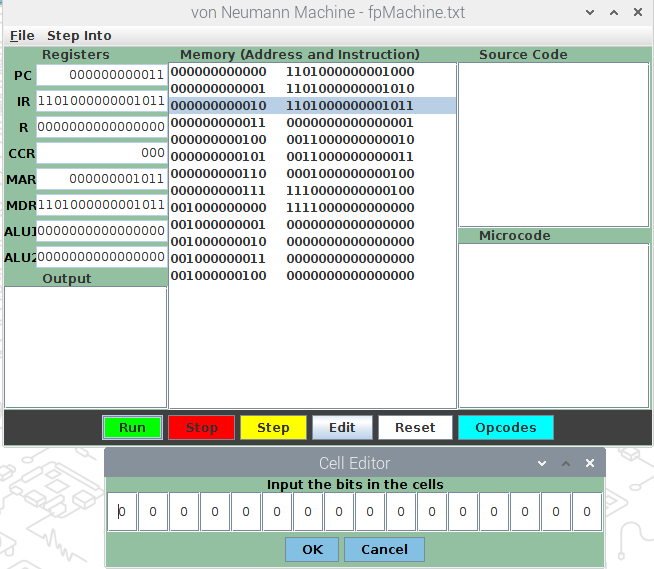 von Neumann Machine - fpMachine.txt
File Step Into
Registers Memory (Address and Instruction) Source Code
PC 000000000011
IR 1101000000001011
R 0000000000000000
CCR 000
MAR 000000001011
MDR 1101000000001011
ALU1 0000000000000000
ALU2 0000000000000000
Output
000000000000 1101000000001000
000000000001 1101000000001010
000000000010 1101000000001011
000000000011 0000000000000001
000000000100 0011000000000010
000000000101 0011000000000011
000000000110 0001000000000100
000000000111 1110000000000100
001000000000 1111000000000000
001000000001 0000000000000000
001000000010 0000000000000000
001000000011 0000000000000000
001000000100 0000000000000000
Microcode
Run Stop Step Edit Reset Opcodes
Cell Editor
Input the bits in the cells
0 0 0 0 0 0 0 0 0 0 0 0 0 0 0 0
OK Cancel